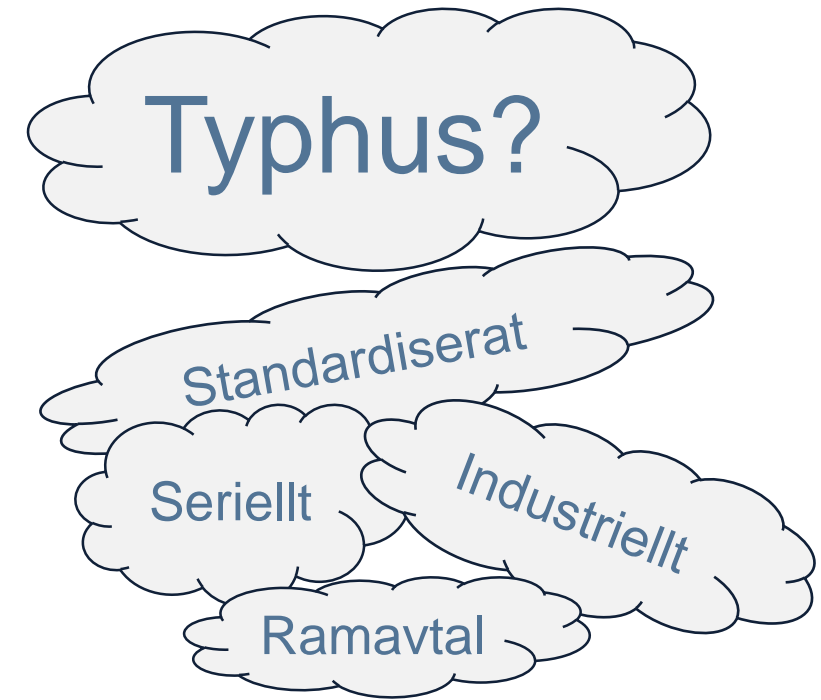 Typhus?
Standardiserat
Seriellt
Industriellt
Ramavtal